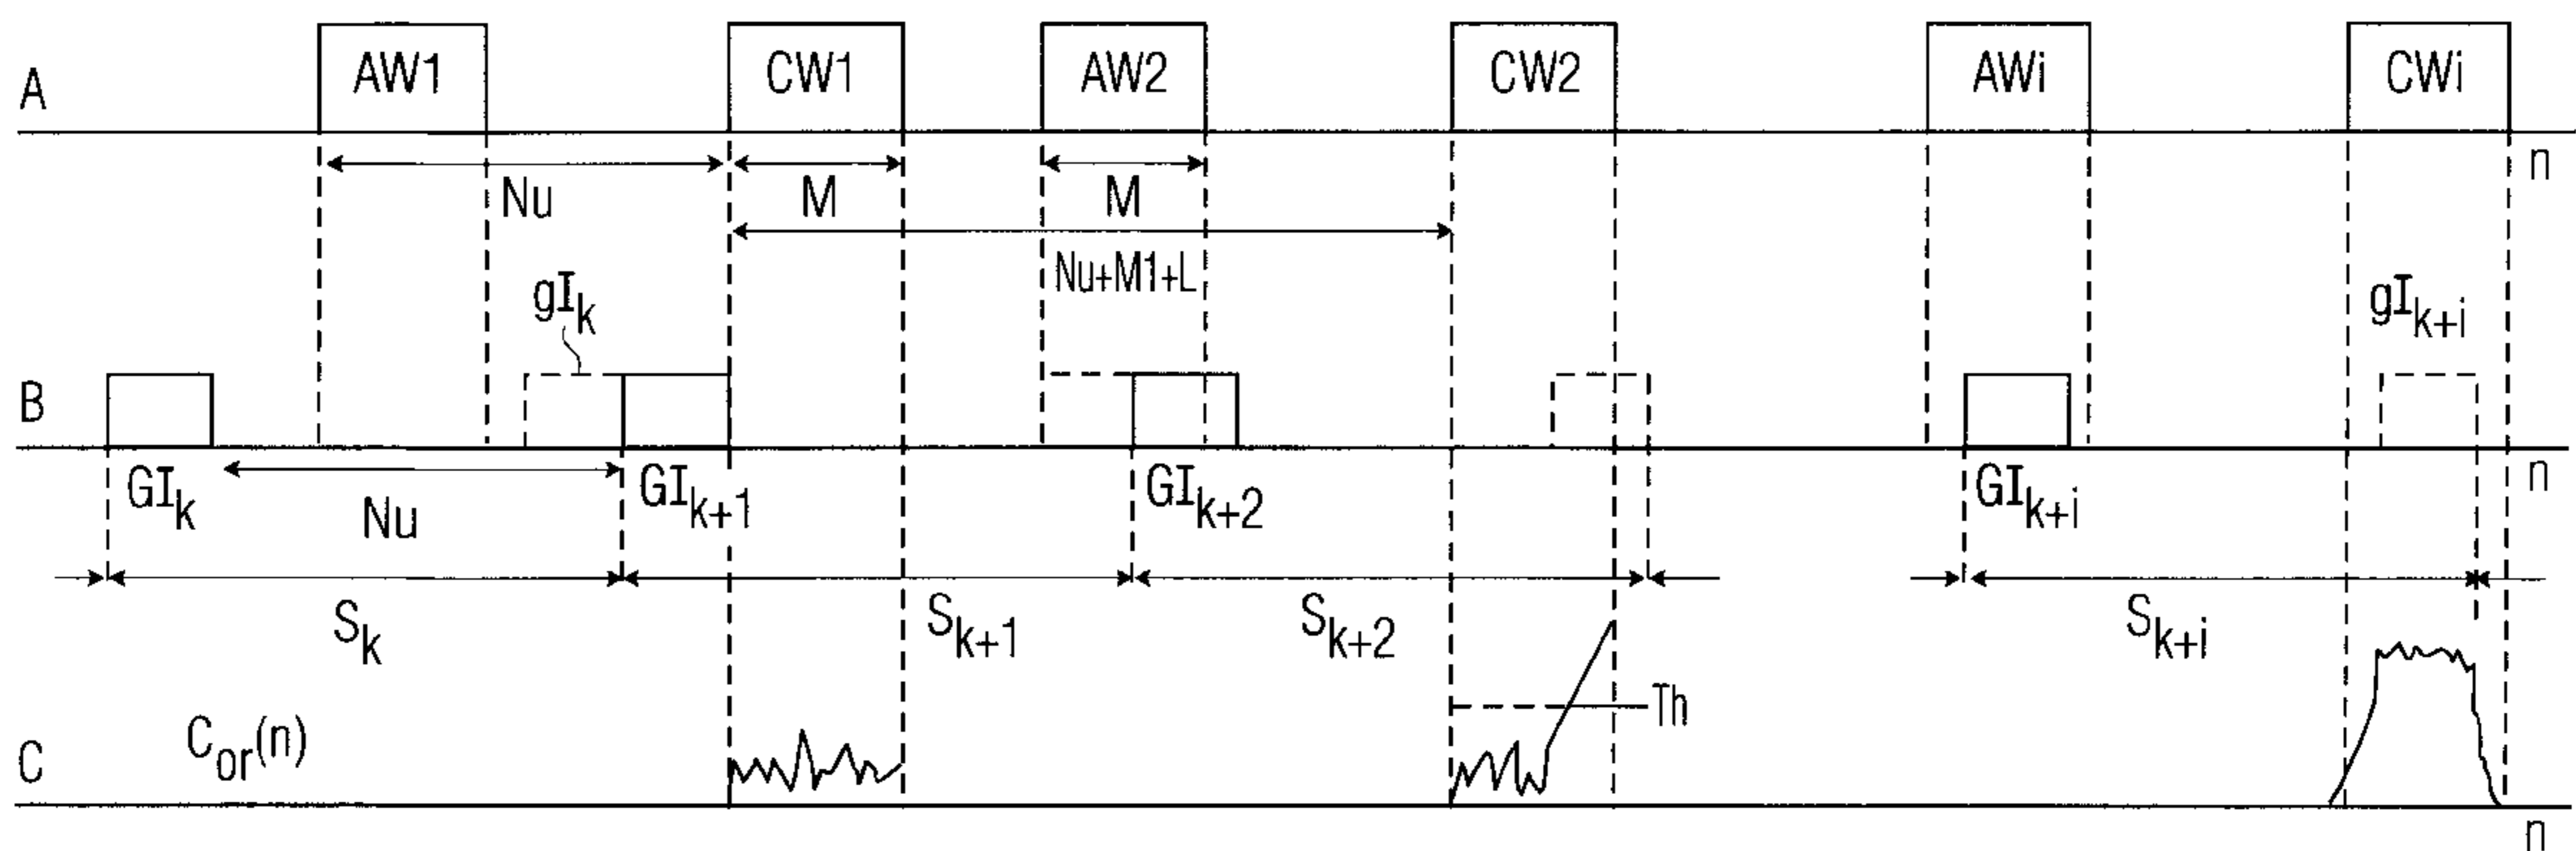 A AW1 CW1 AW2 CW2 AWi CWi
n
Nu M M
Nu+M1+L
gIk gIk+i
B
GIk Nu GIk+1 GIk+2 GIk+i n
Sk Sk+1 Sk+2 Sk+i
C Cor(n) Th
n